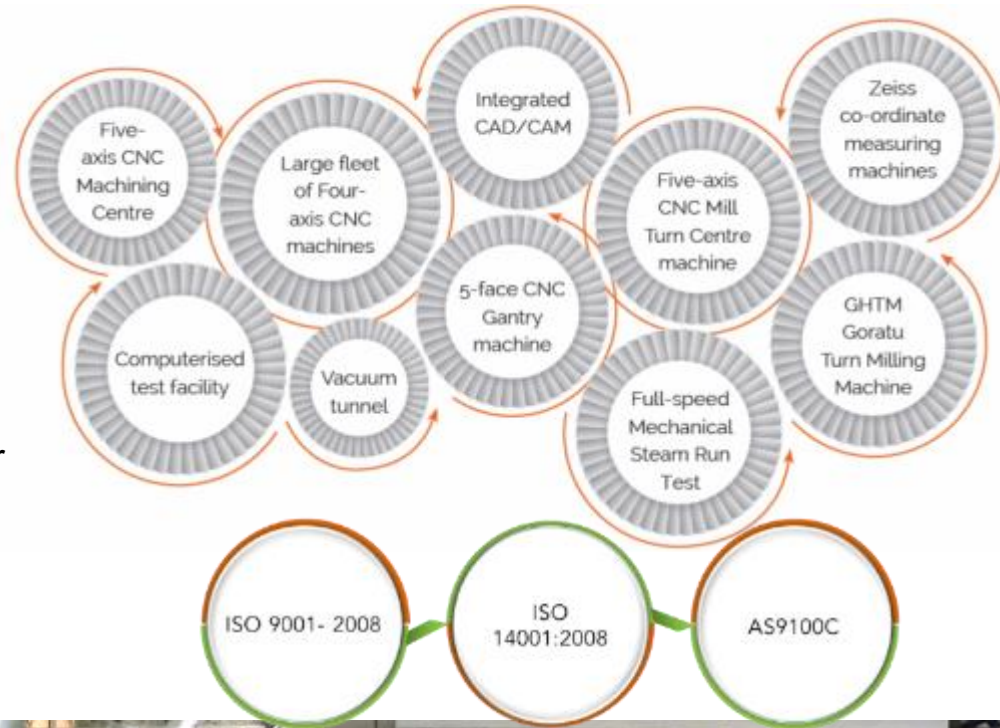 Five-
axis CNC
Machining
Centre
Large fleet
of Four-
axis CNC
machines
Integrated
CAD/CAM
Five-axis
CNC Mill
Turn Centre
machine
Zeiss
co-ordinate
measuring
machines
Computerised
test facility
Vacuum
tunnel
5-face CNC
Gantry
machine
Full-speed
Mechanical
Steam Run
Test
GHTM
Goratu
Turn Milling
Machine
ISO 9001- 2008
ISO
14001:2008
AS9100C